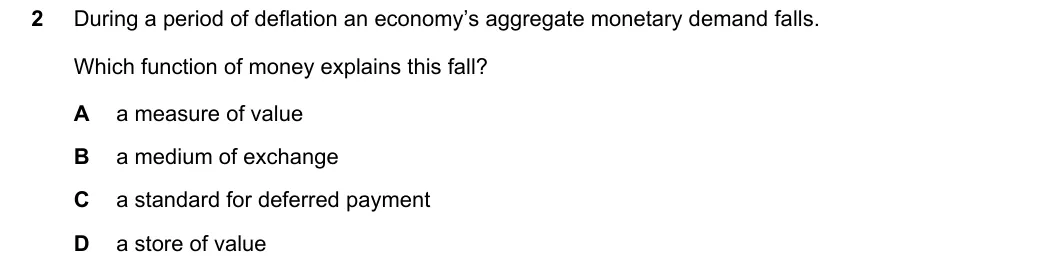 2 During a period of deflation an economy's aggregate monetary demand falls.
Which function of money explains this fall?
A a measure of value
B a medium of exchange
C a standard for deferred payment
D a store of value